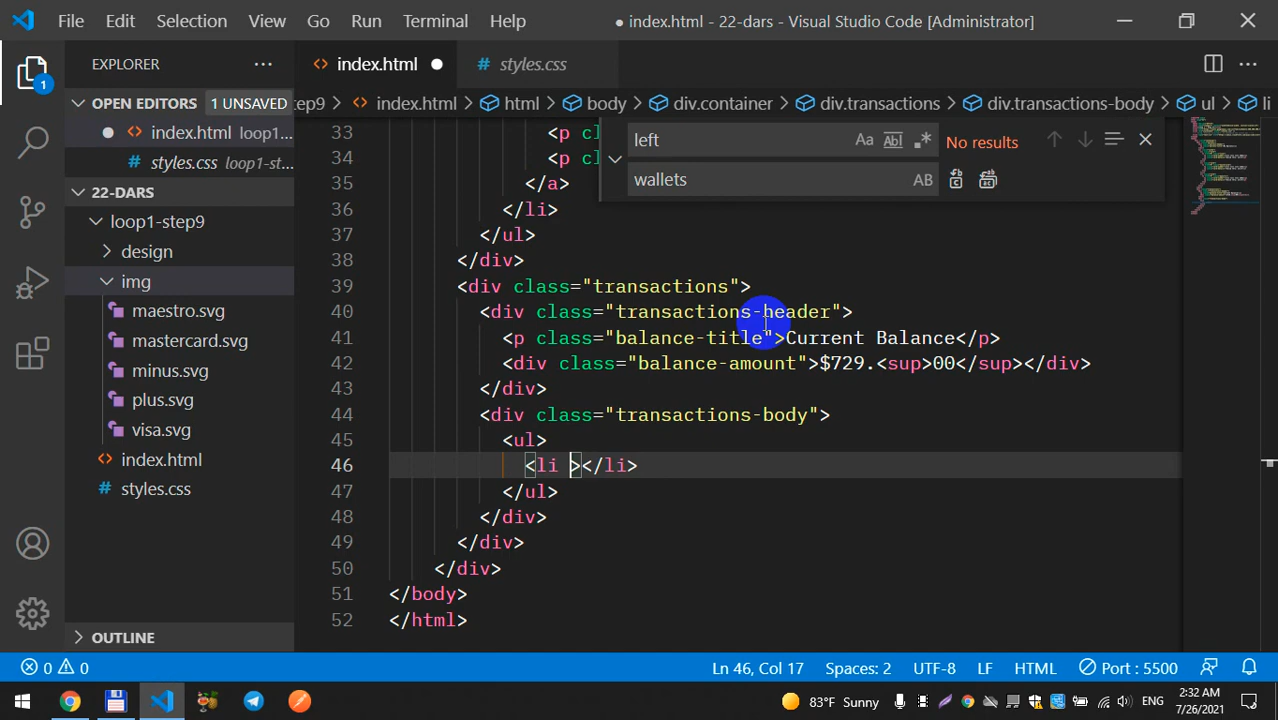 File Edit Selection View Go Run Terminal Help
● index.html - 22-dars - Visual Studio Code [Administrator]
EXPLORER
index.html
styles.css
OPEN EDITORS 1 UNSAVED
index.html loop1...
styles.css loop1-st...
22-DARS
loop1-step9
design
img
maestro.svg
mastercard.svg
minus.svg
plus.svg
visa.svg
index.html
styles.css
OUTLINE
1
ep9 > index.html > html > body > div.container > div.transactions > div.transactions-body > ul > li
left Aa Ab .* No results
wallets AB
33 <p c
34 <p c
35 </a>
36 </li>
37 </ul>
38 </div>
39 <div class="transactions">
40 <div class="transactions-header">
41 <p class="balance-title">Current Balance</p>
42 <div class="balance-amount">$729.<sup>00</sup></div>
43 </div>
44 <div class="transactions-body">
45 <ul>
46 <li ></li>
47 </ul>
48 </div>
49 </div>
50 </div>
51 </body>
52 </html>
0 0 Ln 46, Col 17 Spaces: 2 UTF-8 LF HTML Port : 5500
83°F Sunny ENG 2:32 AM 7/26/2021